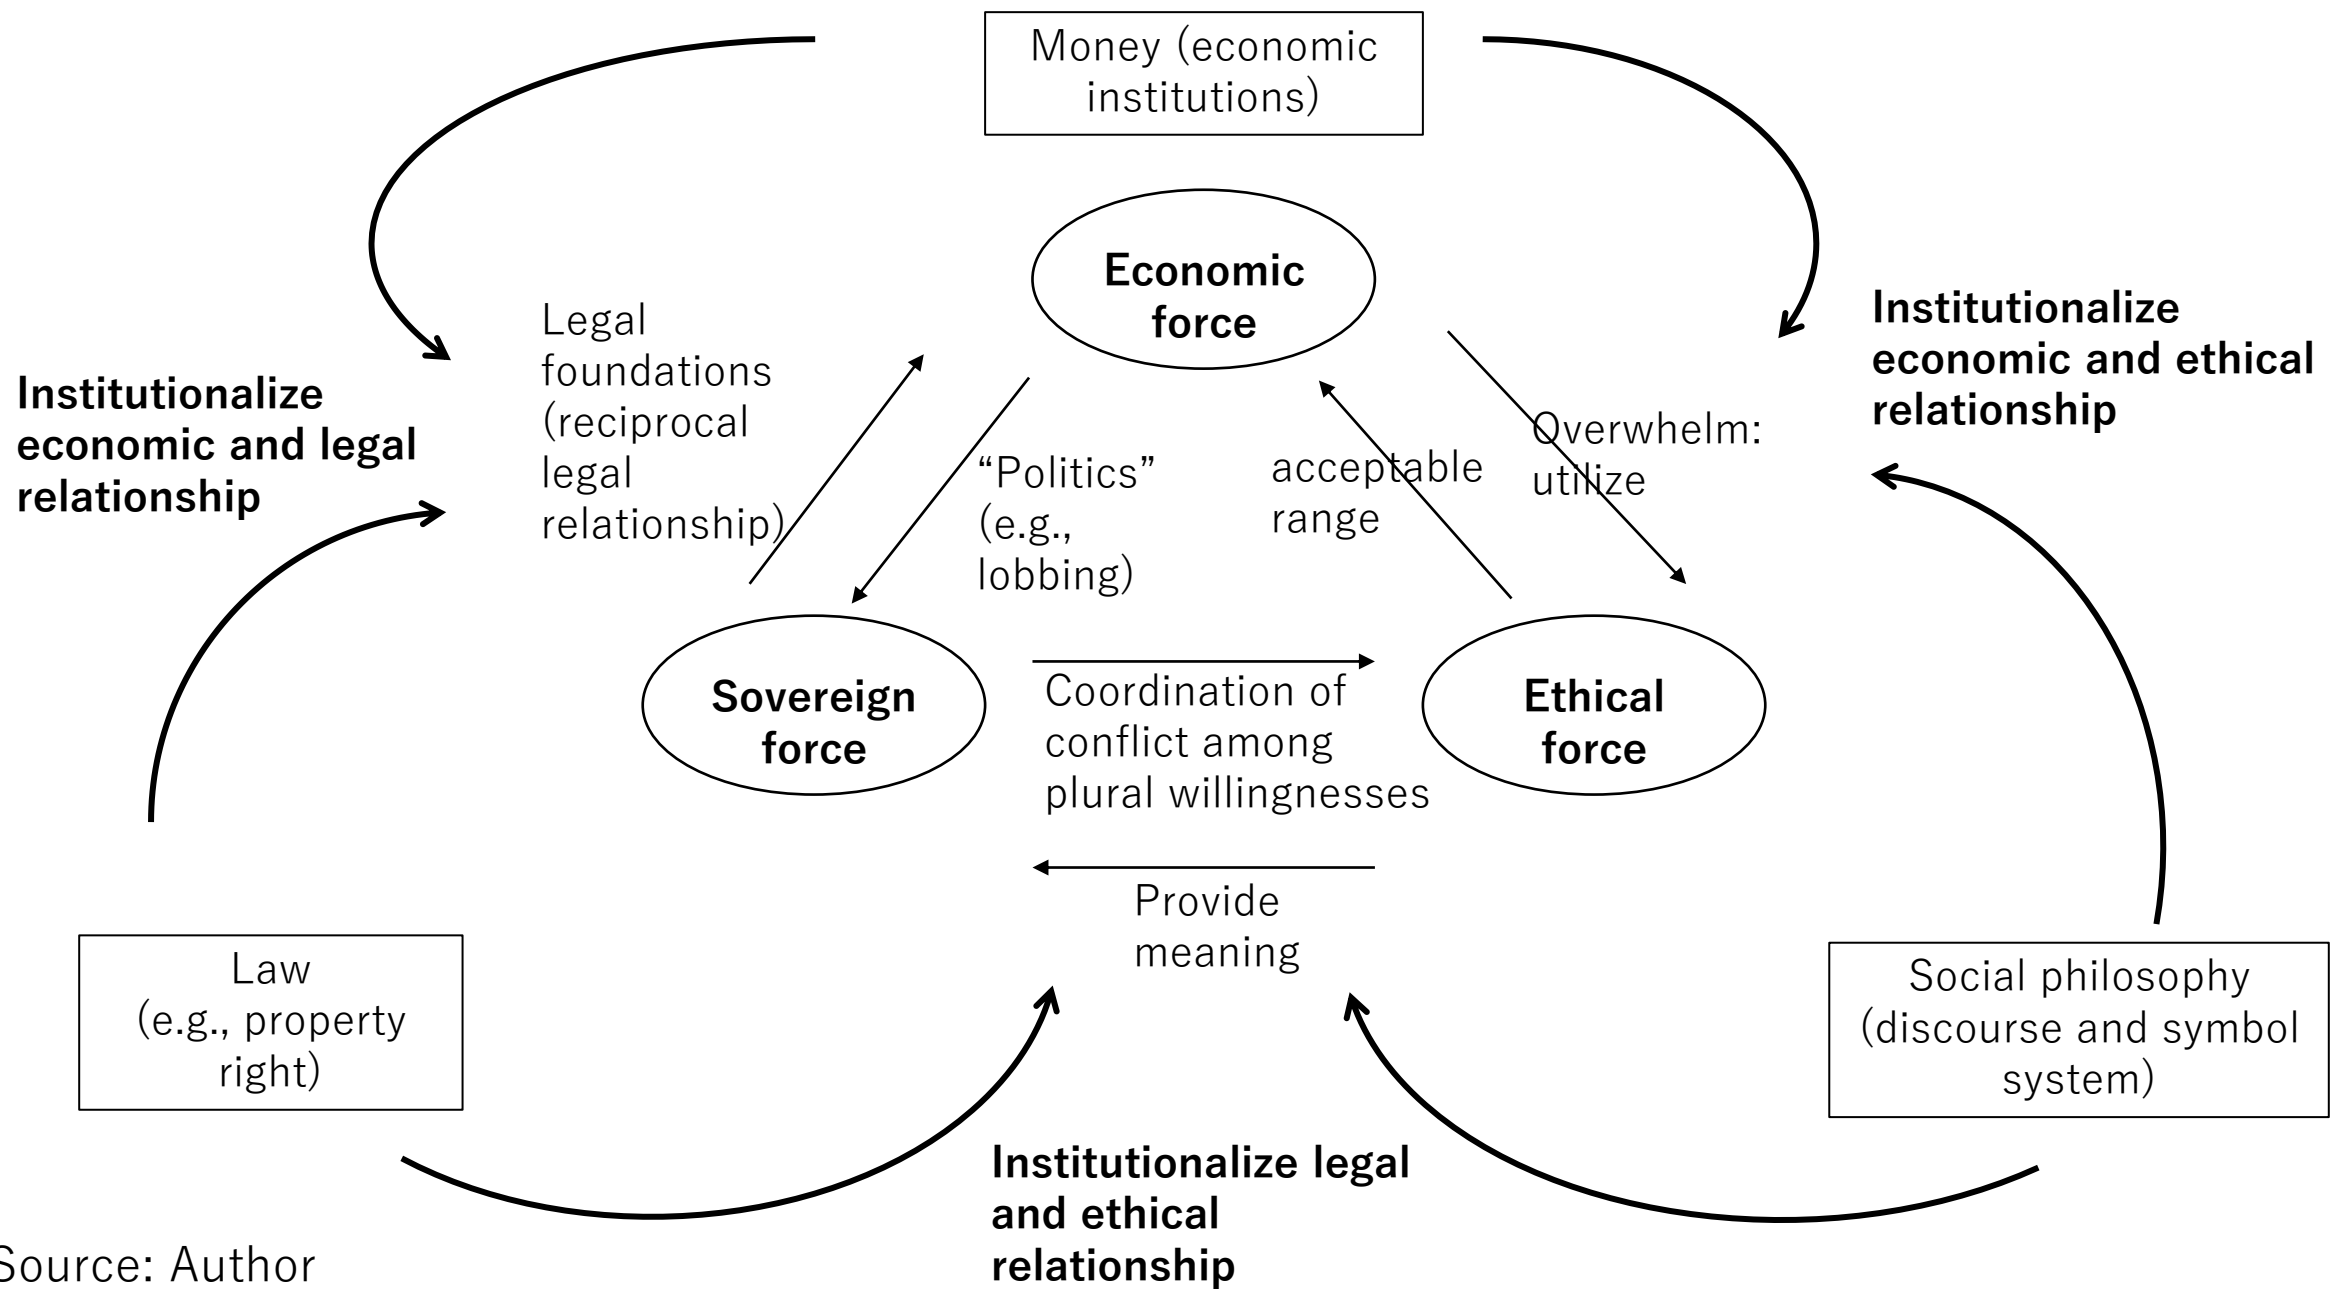 Money (economic
institutions)
Economic
force
Legal
foundations
(reciprocal
legal
relationship)
Institutionalize
economic and legal
relationship
Institutionalize
economic and ethical
relationship
“Politics”
(e.g.,
lobbing)
acceptable
range
Overwhelm:
utilize
Sovereign
force
Coordination of
conflict among
plural willingnesses
Ethical
force
Provide
meaning
Law
(e.g., property
right)
Social philosophy
(discourse and symbol
system)
Institutionalize legal
and ethical
relationship
Source: Author